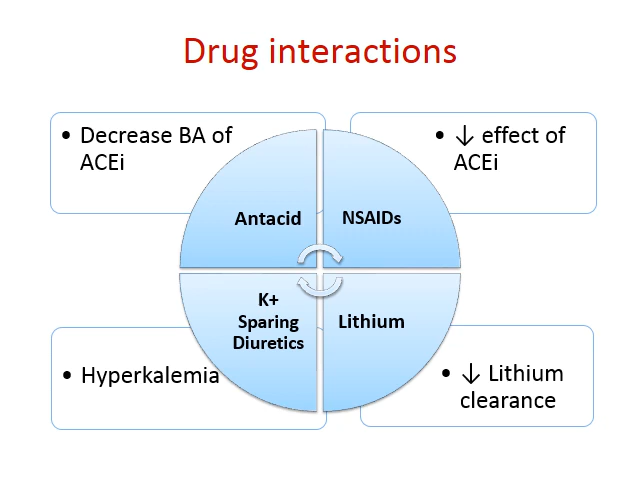 Drug interactions
• Decrease BA of
ACEi
• ↓ effect of
ACEi
Antacid
NSAIDs
K+
Sparing
Diuretics
Lithium
• Hyperkalemia
• ↓ Lithium
clearance